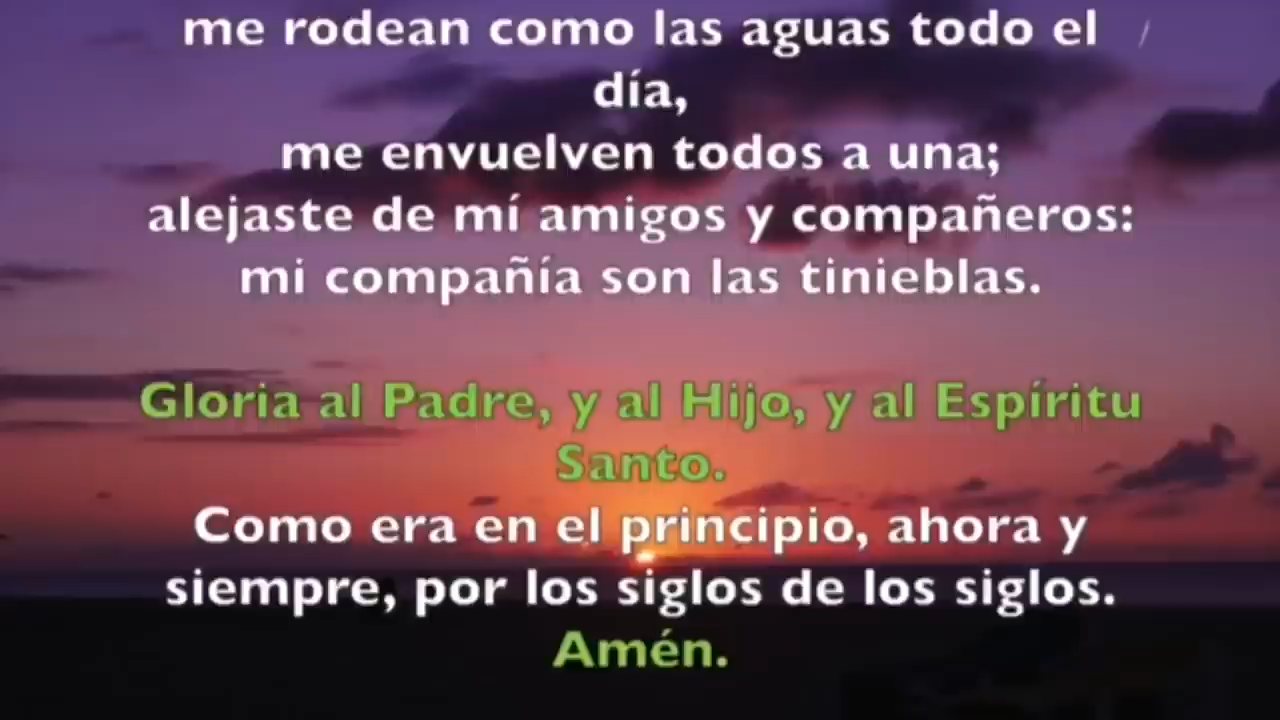 me rodean como las aguas todo el
día,
me envuelven todos a una;
alejaste de mí amigos y compañeros:
mi compañía son las tinieblas.
Gloria al Padre, y al Hijo, y al Espíritu
Santo.
Como era en el principio, ahora y
siempre, por los siglos de los siglos.
Amén.